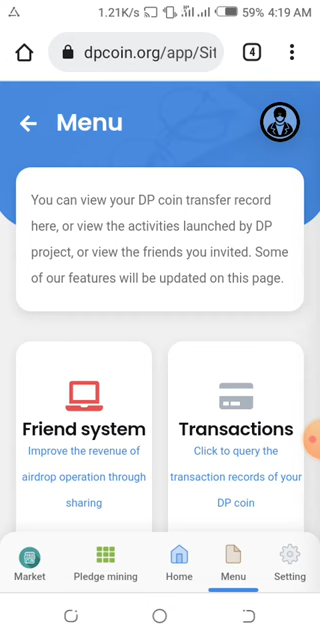 1.21K/s 59% 4:19 AM
dpcoin.org/app/Sit 4
Menu
You can view your DP coin transfer record
here, or view the activities launched by DP
project, or view the friends you invited. Some
of our features will be updated on this page.
Friend system
Improve the revenue of
airdrop operation through
sharing
Transactions
Click to query the
transaction records of your
DP coin
Market Pledge mining Home Menu Setting